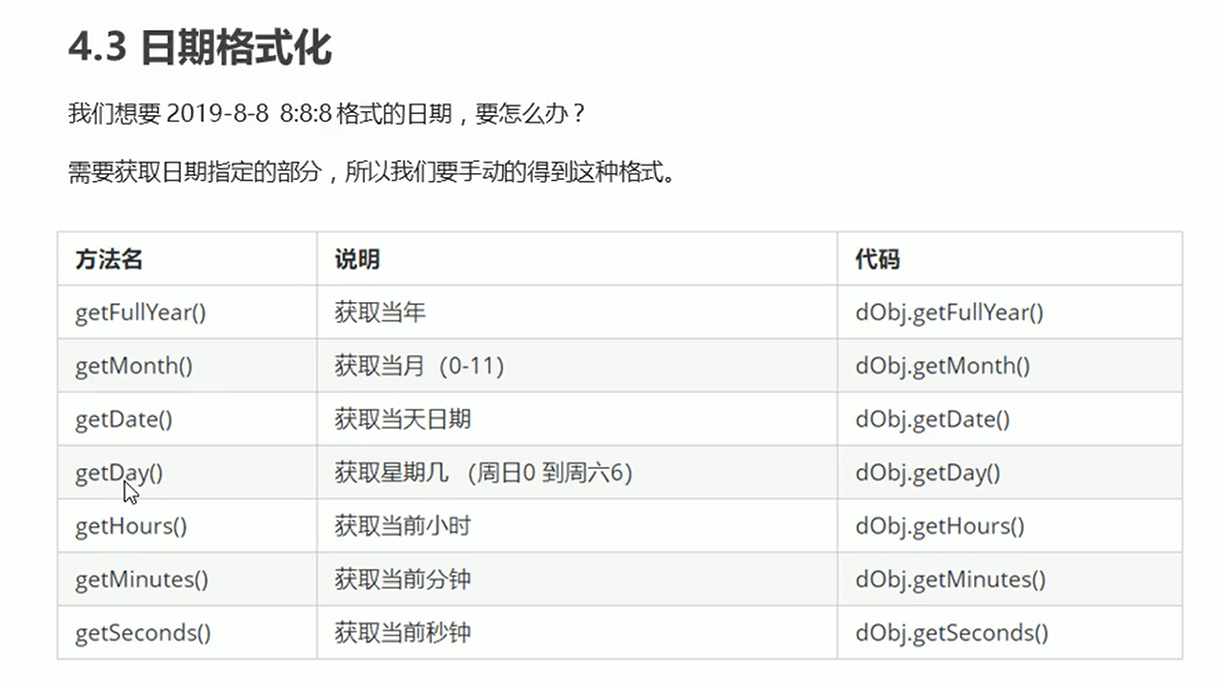 4.3 日期格式化
我们想要 2019-8-8 8:8:8 格式的日期，要怎么办？
需要获取日期指定的部分，所以我们要手动的得到这种格式。
方法名 说明 代码
getFullYear() 获取当年 dObj.getFullYear()
getMonth() 获取当月（0-11） dObj.getMonth()
getDate() 获取当天日期 dObj.getDate()
getDay() 获取星期几 （周日0 到周六6） dObj.getDay()
getHours() 获取当前小时 dObj.getHours()
getMinutes() 获取当前分钟 dObj.getMinutes()
getSeconds() 获取当前秒钟 dObj.getSeconds()